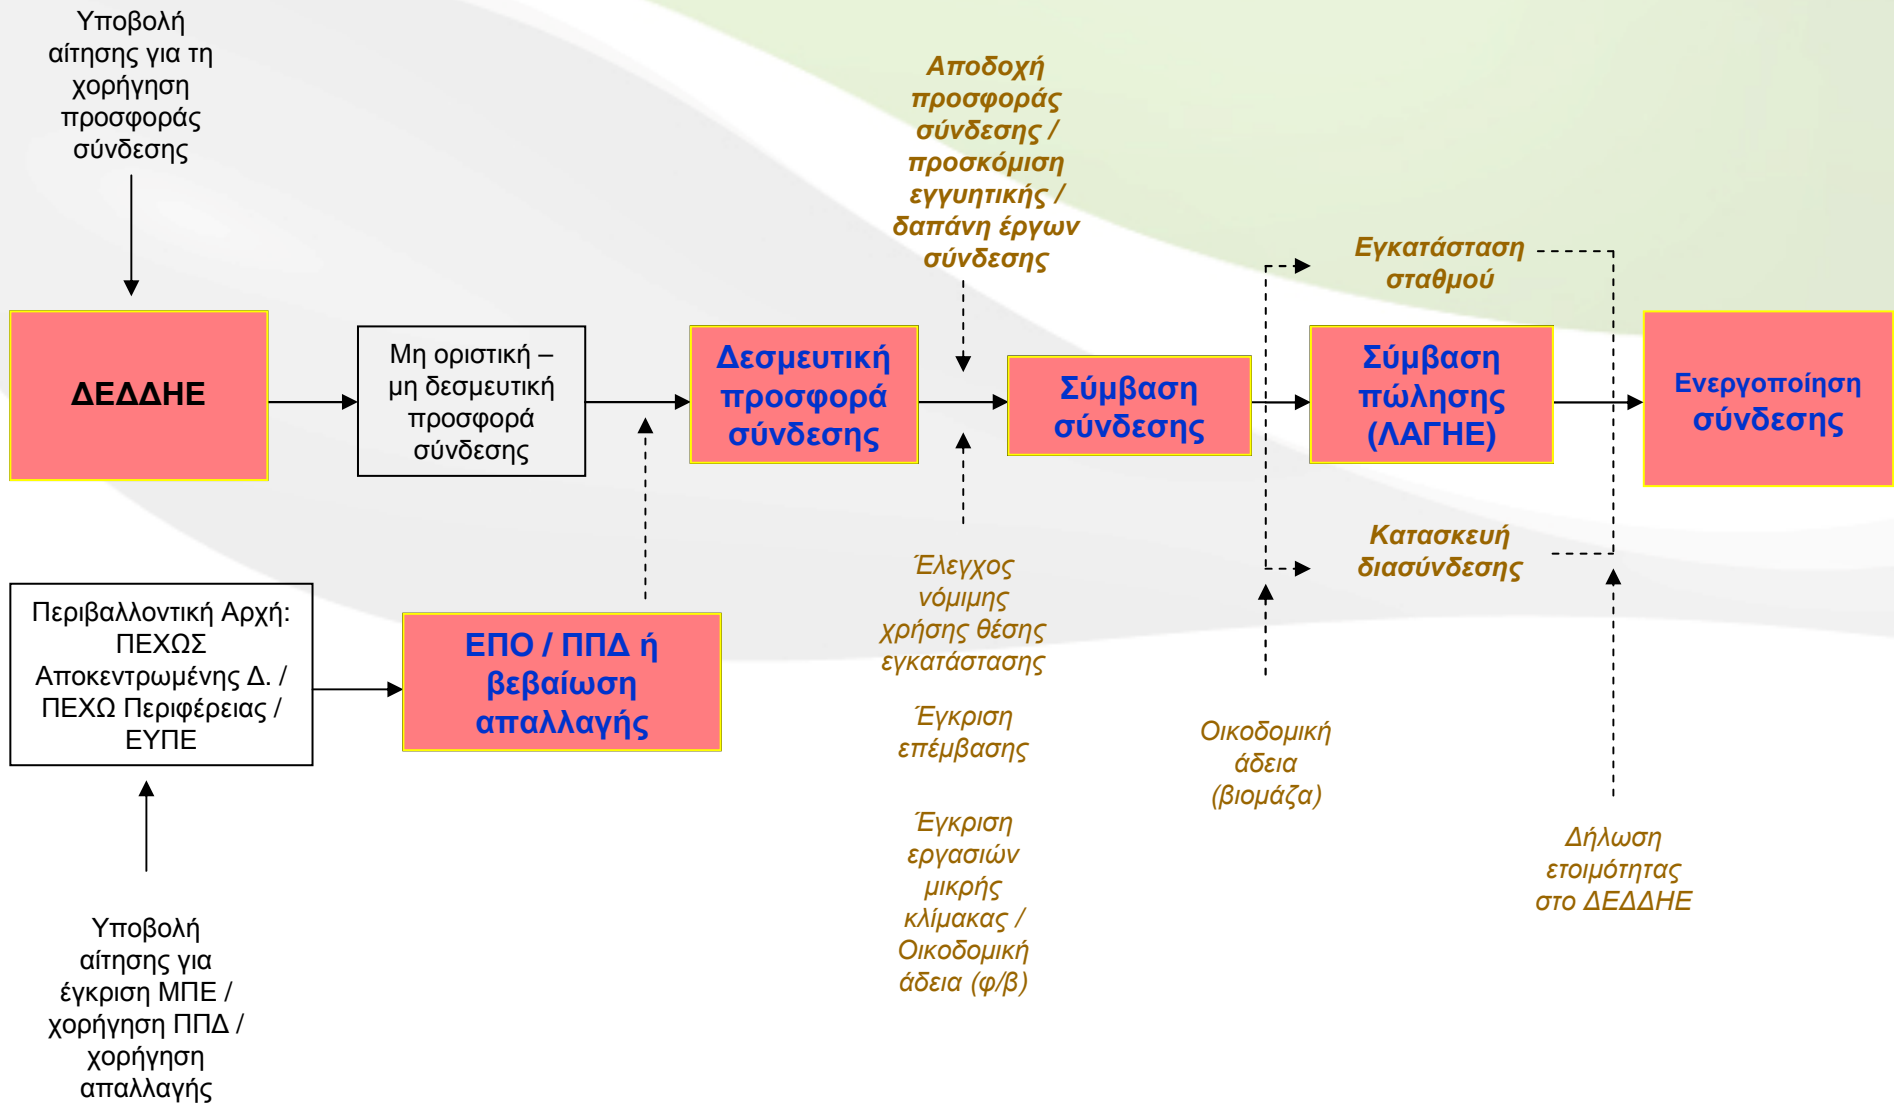 Υποβολή
αίτησης για τη
χορήγηση
προσφοράς
σύνδεσης
Αποδοχή
προσφοράς
σύνδεσης /
προσκόμιση
εγγυητικής /
δαπάνη έργων
σύνδεσης
Εγκατάσταση
σταθμού
ΔΕΔΔΗΕ
Μη οριστική –
μη δεσμευτική
προσφορά
σύνδεσης
Δεσμευτική
προσφορά
σύνδεσης
Σύμβαση
σύνδεσης
Σύμβαση
πώλησης
(ΛΑΓΗΕ)
Ενεργοποίηση
σύνδεσης
Κατασκευή
διασύνδεσης
Περιβαλλοντική Αρχή:
ΠΕΧΩΣ
Αποκεντρωμένης Δ. /
ΠΕΧΩ Περιφέρειας /
ΕΥΠΕ
ΕΠΟ / ΠΠΔ ή
βεβαίωση
απαλλαγής
Έλεγχος
νόμιμης
χρήσης θέσης
εγκατάστασης
Έγκριση
επέμβασης
Έγκριση
εργασιών
μικρής
κλίμακας /
Οικοδομική
άδεια (φ/β)
Οικοδομική
άδεια
(βιομάζα)
Δήλωση
ετοιμότητας
στο ΔΕΔΔΗΕ
Υποβολή
αίτησης για
έγκριση ΜΠΕ /
χορήγηση ΠΠΔ /
χορήγηση
απαλλαγής